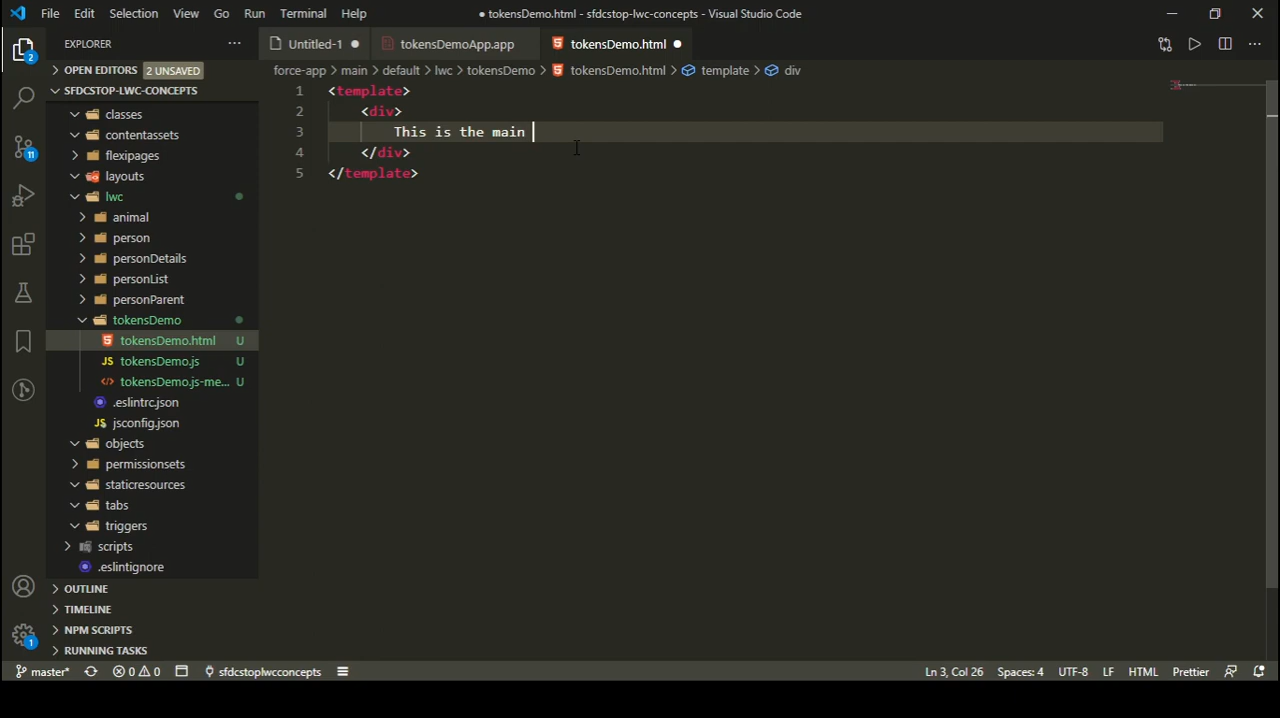 File Edit Selection View Go Run Terminal Help
● tokensDemo.html - sfdcstop-lwc-concepts - Visual Studio Code
2
EXPLORER ...
Untitled-1 ●
tokensDemoApp.app
tokensDemo.html ●
OPEN EDITORS 2 UNSAVED
force-app > main > default > lwc > tokensDemo > tokensDemo.html > template > div
SFDCSTOP-LWC-CONCEPTS
classes
contentassets
flexipages
layouts
lwc
animal
person
personDetails
personList
personParent
tokensDemo
tokensDemo.html U
tokensDemo.js U
tokensDemo.js-me... U
.eslintrc.json
jsconfig.json
objects
permissionsets
staticresources
tabs
triggers
scripts
.eslintignore
OUTLINE
TIMELINE
NPM SCRIPTS
RUNNING TASKS
11
1
1 <template>
2 <div>
3 This is the main
4 </div>
5 </template>
master* 0 0 sfdcstoplwcconcepts
Ln 3, Col 26 Spaces: 4 UTF-8 LF HTML Prettier